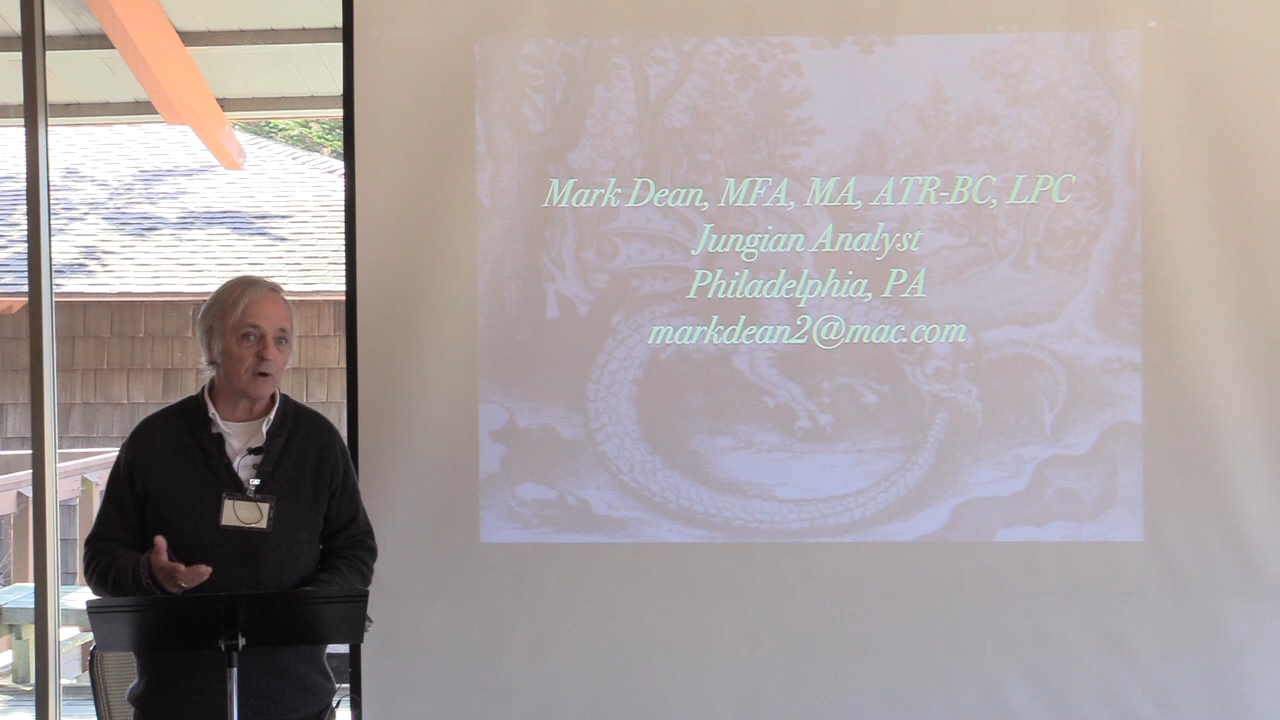 Mark Dean, MFA, MA, ATR-BC, LPC
Jungian Analyst
Philadelphia, PA
markdean2@mac.com